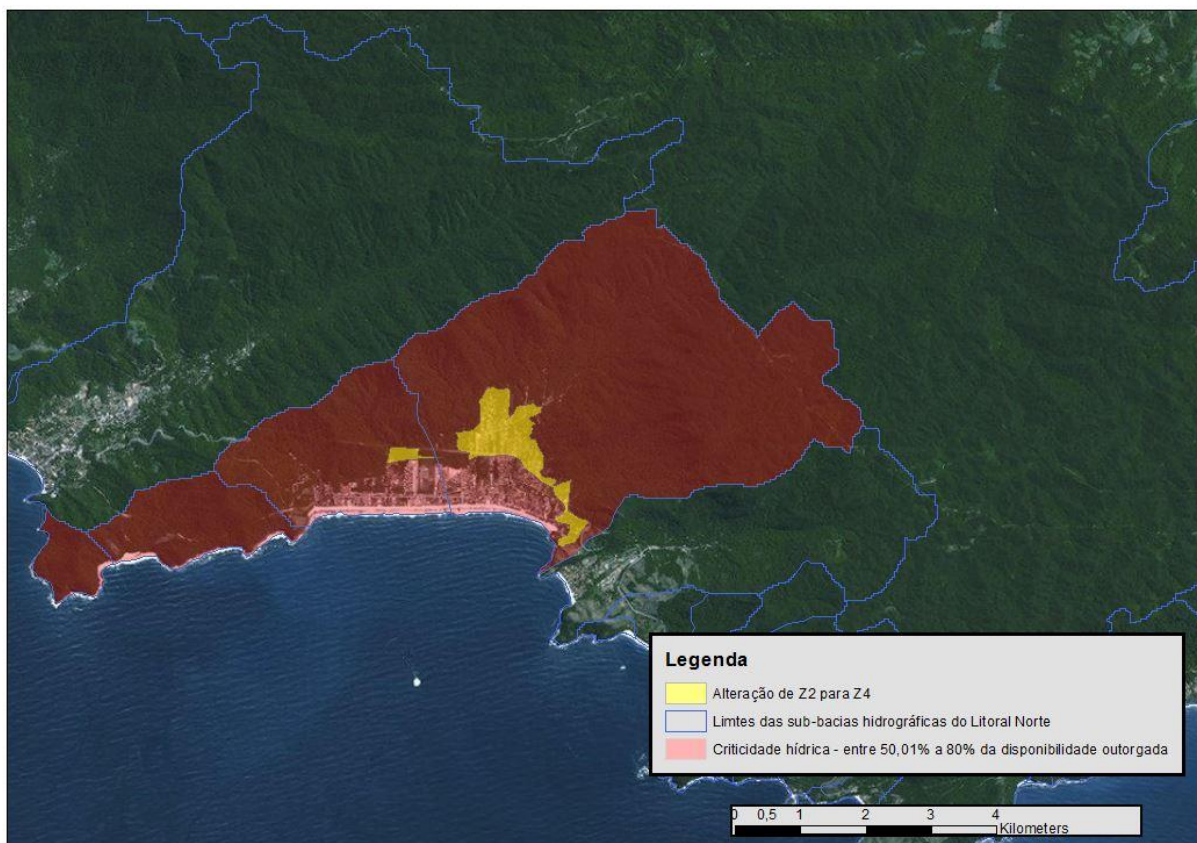 Legenda
Alteração de Z2 para Z4
Limtes das sub-bacias hidrográficas do Litoral Norte
Criticidade hídrica - entre 50,01% a 80% da disponibilidade outorgada
0 0,5 1 2 3 4
Kilometers